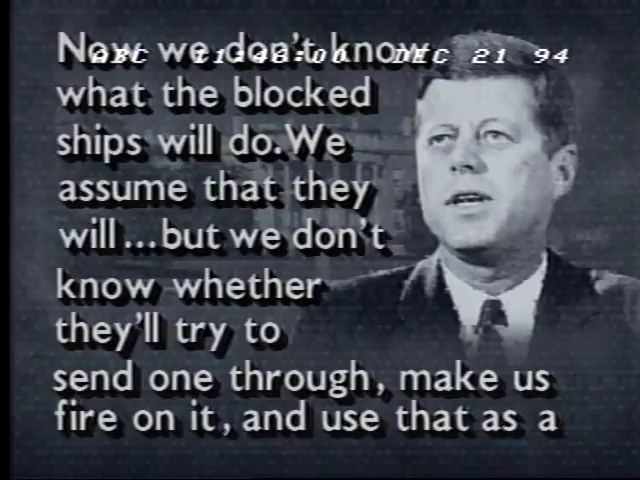 Now we don't know
ABC 11:48:00 DEC 21 94
what the blocked
ships will do. We
assume that they
will...but we don't
know whether
they'll try to
send one through, make us
fire on it, and use that as a